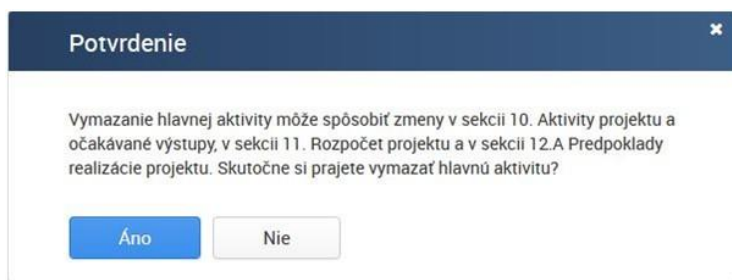 Potvrdenie
Vymazanie hlavnej aktivity môže spôsobiť zmeny v sekcii 10. Aktivity projektu a
očakávané výstupy, v sekcii 11. Rozpočet projektu a v sekcii 12.A Predpoklady
realizácie projektu. Skutočne si prajete vymazať hlavnú aktivitu?
Áno
Nie